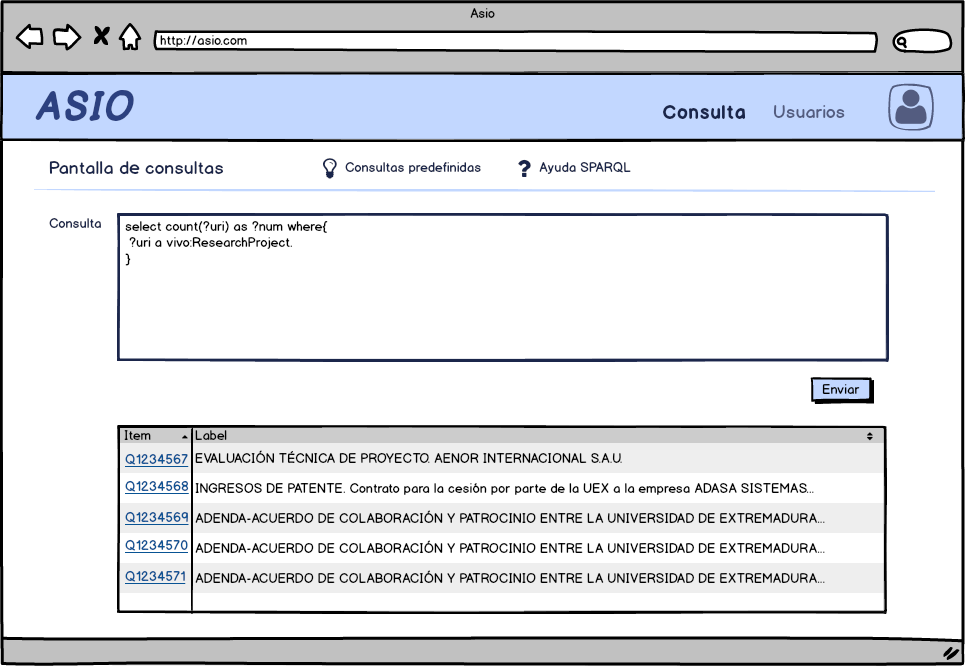 Asio
http://asio.com
ASIO
Consulta Usuarios
Pantalla de consultas Consultas predefinidas ? Ayuda SPARQL
Consulta
select count(?uri) as ?num where{
?uri a vivo:ResearchProject.
}
Enviar
Item Label
Q1234567 EVALUACIÓN TÉCNICA DE PROYECTO. AENOR INTERNACIONAL S.A.U.
Q1234568 INGRESOS DE PATENTE. Contrato para la cesión por parte de la UEX a la empresa ADASA SISTEMAS...
Q1234569 ADENDA-ACUERDO DE COLABORACIÓN Y PATROCINIO ENTRE LA UNIVERSIDAD DE EXTREMADURA...
Q1234570 ADENDA-ACUERDO DE COLABORACIÓN Y PATROCINIO ENTRE LA UNIVERSIDAD DE EXTREMADURA...
Q1234571 ADENDA-ACUERDO DE COLABORACIÓN Y PATROCINIO ENTRE LA UNIVERSIDAD DE EXTREMADURA...